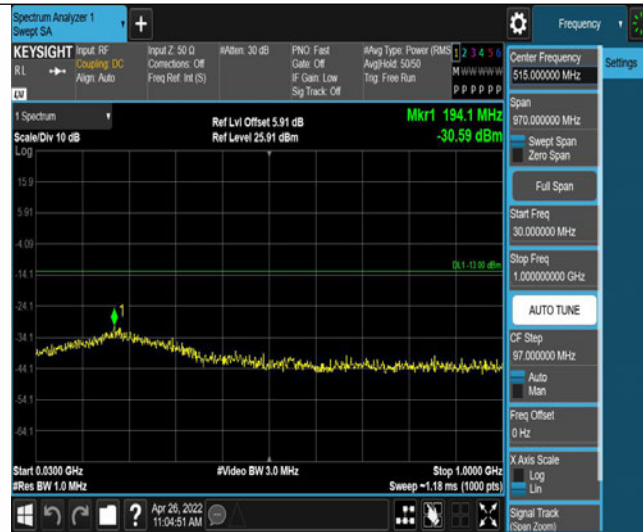 Spectrum Analyzer 1
Swept SA
+
Frequency
KEYSIGHT
RL
LXI
Input: RF
Coupling: DC
Align: Auto
Input Z: 50 Ω
Corrections: Off
Freq Ref: Int (S)
#Atten: 30 dB
PNO: Fast
Gate: Off
IF Gain: Low
Sig Track: Off
#Avg Type: Power (RMS
Avg|Hold: 50/50
Trig: Free Run
1 2 3 4 5 6
M W W W W W
P P P P P P
Settings
1 Spectrum
Scale/Div 10 dB
Log
Ref Lvl Offset 5.91 dB
Ref Level 25.91 dBm
Mkr1 194.1 MHz
-30.59 dBm
15.9
5.91
-4.09
-14.1
-24.1
-34.1
-44.1
-54.1
-64.1
DL1 -13.00 dBm
1
Start 0.0300 GHz
#Res BW 1.0 MHz
#Video BW 3.0 MHz
Stop 1.0000 GHz
Sweep ~1.18 ms (1000 pts)
?
Apr 26, 2022
11:04:51 AM
Center Frequency
515.000000 MHz
Span
970.000000 MHz
Swept Span
Zero Span
Full Span
Start Freq
30.000000 MHz
Stop Freq
1.000000000 GHz
AUTO TUNE
CF Step
97.000000 MHz
Auto
Man
Freq Offset
0 Hz
X Axis Scale
Log
Lin
Signal Track
(Span Zoom)